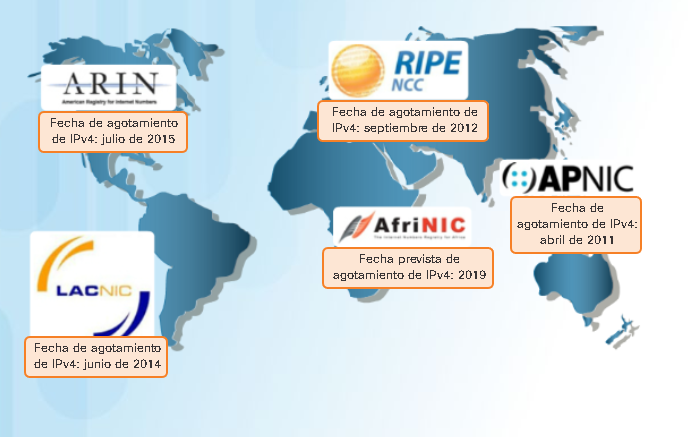 ARIN
American Registry for Internet Numbers
Fecha de agotamiento
de IPv4: julio de 2015
RIPE
NCC
Fecha de agotamiento de
IPv4: septiembre de 2012
APNIC
Fecha de
agotamiento de IPv4:
abril de 2011
AfriNIC
The Internet Numbers Registry for Africa
Fecha prevista de
agotamiento de IPv4: 2019
LACNIC
Fecha de agotamiento
de IPv4: junio de 2014